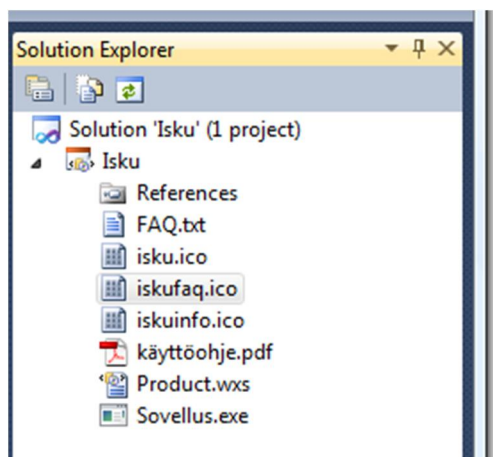 Solution Explorer
Solution 'Isku' (1 project)
Isku
References
FAQ.txt
isku.ico
iskufaq.ico
iskuinfo.ico
käyttöohje.pdf
Product.wxs
Sovellus.exe